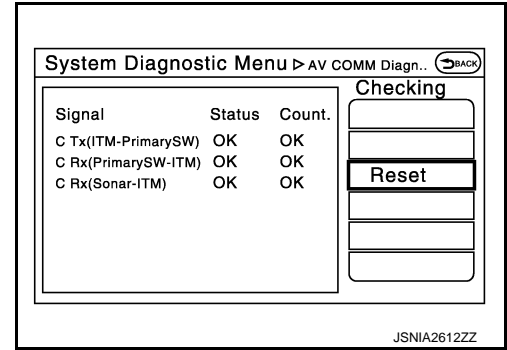 System Diagnostic Menu ▷ AV COMM Diagn.. BACK
Checking
Signal Status Count.
C Tx(ITM-PrimarySW) OK OK
C Rx(PrimarySW-ITM) OK OK
C Rx(Sonar-ITM) OK OK
Reset
JSNIA2612ZZ